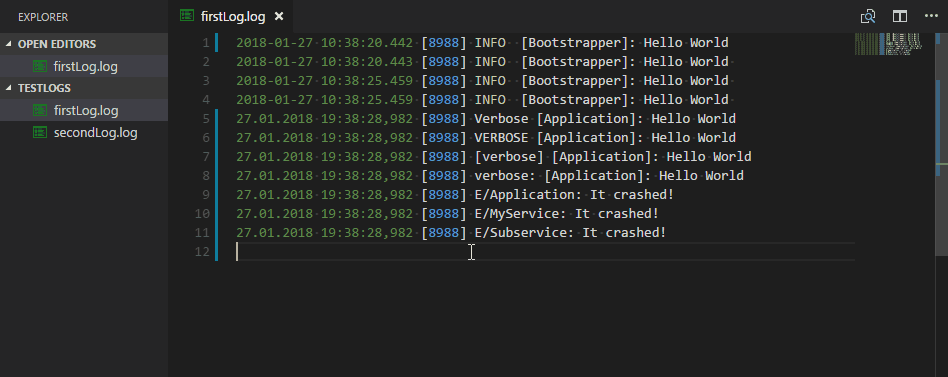 EXPLORER
OPEN EDITORS
firstLog.log
TESTLOGS
firstLog.log
secondLog.log
firstLog.log ×
1 2018-01-27 10:38:20.442 [8988] INFO  [Bootstrapper]: Hello World
2 2018-01-27 10:38:20.443 [8988] INFO  [Bootstrapper]: Hello World
3 2018-01-27 10:38:25.459 [8988] INFO  [Bootstrapper]: Hello World
4 2018-01-27 10:38:25.459 [8988] INFO  [Bootstrapper]: Hello World
5 27.01.2018 19:38:28,982 [8988] Verbose [Application]: Hello World
6 27.01.2018 19:38:28,982 [8988] VERBOSE [Application]: Hello World
7 27.01.2018 19:38:28,982 [8988] [verbose] [Application]: Hello World
8 27.01.2018 19:38:28,982 [8988] verbose: [Application]: Hello World
9 27.01.2018 19:38:28,982 [8988] E/Application: It crashed!
10 27.01.2018 19:38:28,982 [8988] E/MyService: It crashed!
11 27.01.2018 19:38:28,982 [8988] E/Subservice: It crashed!
12